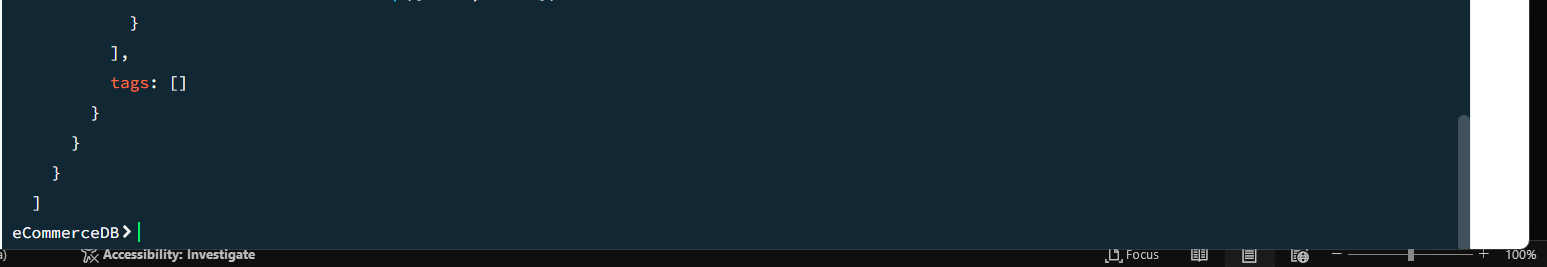 }
],
tags: []
}
}
}
]
eCommerceDB>
Accessibility: Investigate Focus 100%